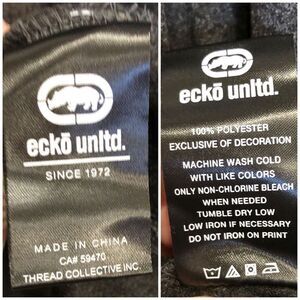 eckō unltd.
SINCE 1972
MADE IN CHINA
CA# 59470
THREAD COLLECTIVE INC.
eckō unltd.
100% POLYESTER
EXCLUSIVE OF DECORATION
MACHINE WASH COLD
WITH LIKE COLORS
ONLY NON-CHLORINE BLEACH
WHEN NEEDED
TUMBLE DRY LOW
LOW IRON IF NECESSARY
DO NOT IRON ON PRINT